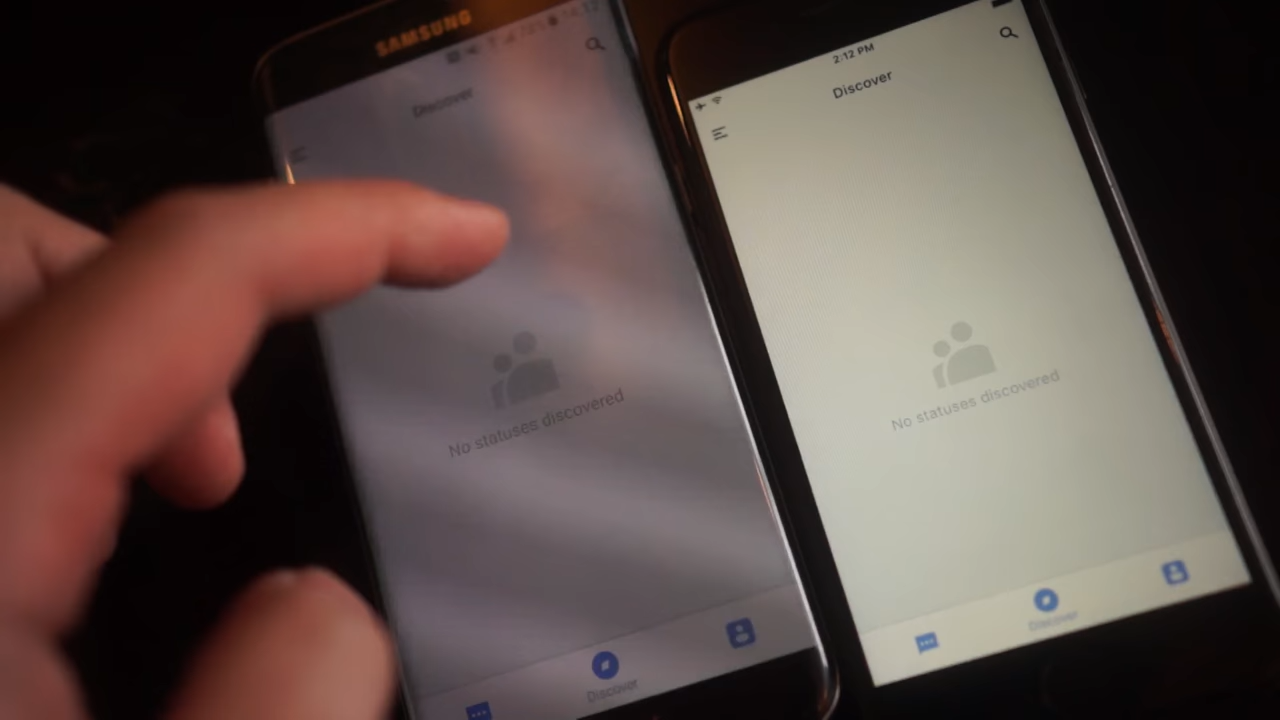 SAMSUNG
Discover
No statuses discovered
Discover
2:12 PM
Discover
No statuses discovered
Discover